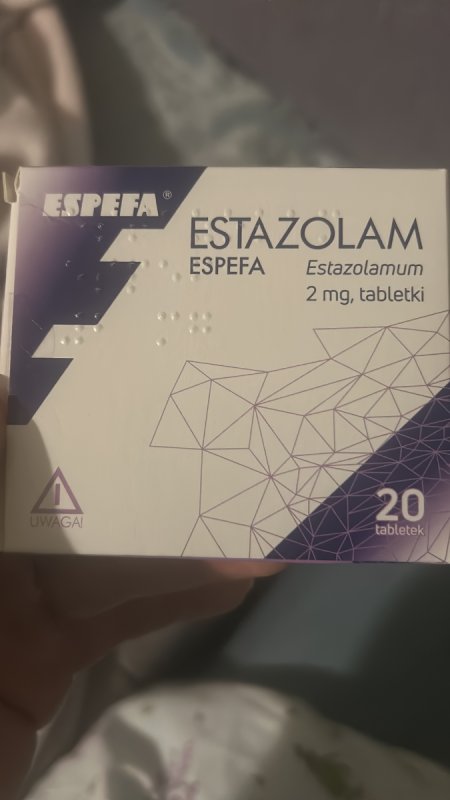 ESPEFA®
ESTAZOLAM
ESPEFA
Estazolamum
2 mg, tabletki
UWAGA!
20
tabletek